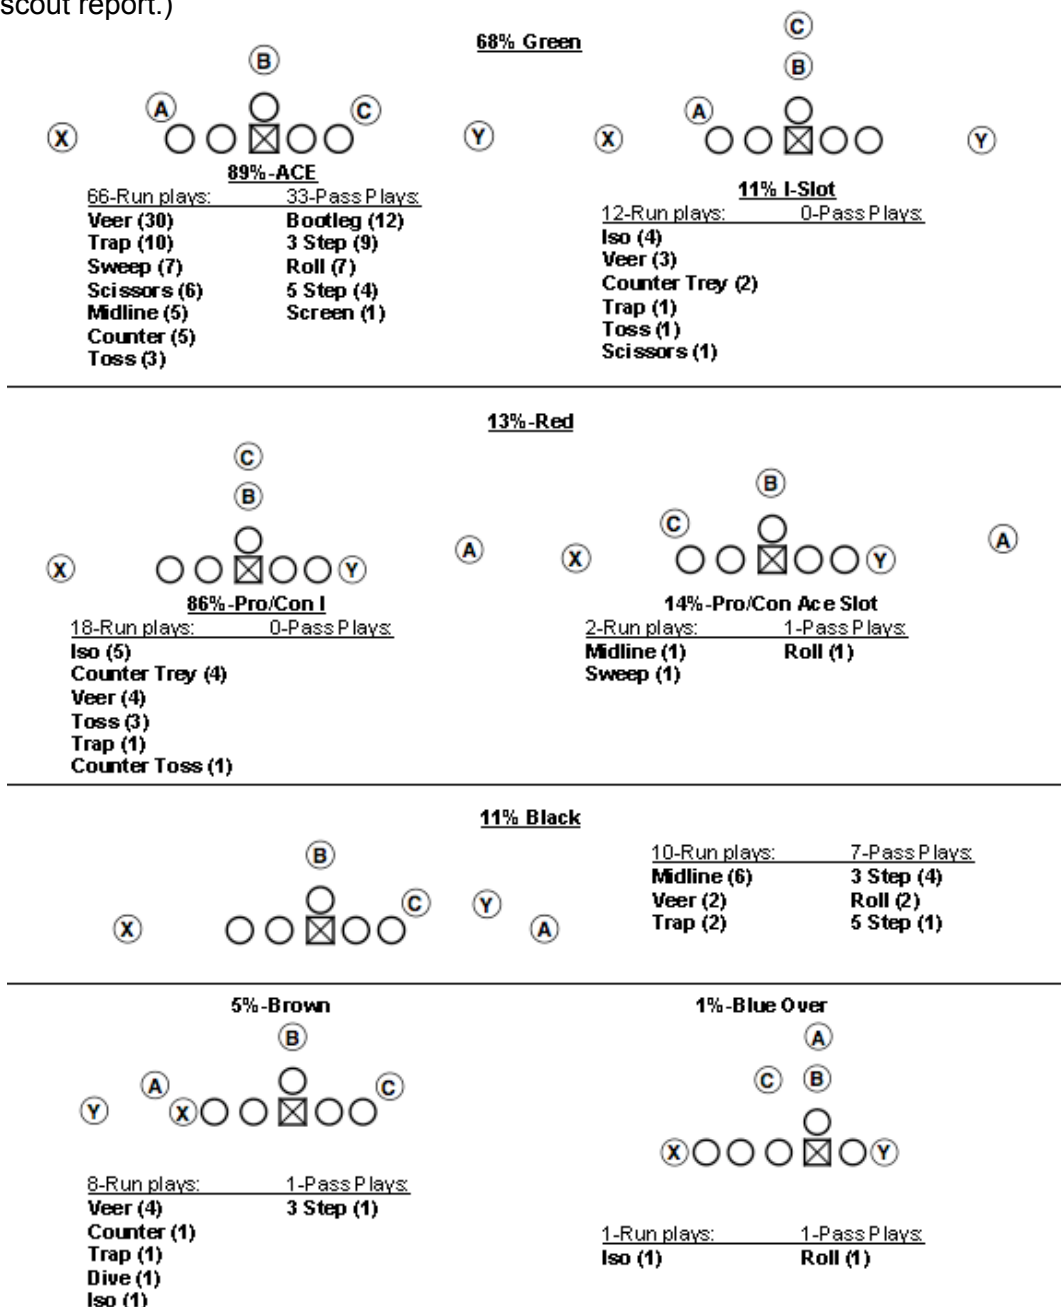 scout report.)
68% Green
C
B
B
A
C
A
X
Y
X
Y
89%-ACE
66-Run plays: 33-Pass Plays:
Veer (30) Bootleg (12)
Trap (10) 3 Step (9)
Sweep (7) Roll (7)
Scissors (6) 5 Step (4)
Midline (5) Screen (1)
Counter (5)
Toss (3)
11% I-Slot
12-Run plays: 0-Pass Plays:
Iso (4)
Veer (3)
Counter Trey (2)
Trap (1)
Toss (1)
Scissors (1)
13%-Red
C
B
A
X
Y
86%-Pro/Con I
18-Run plays: 0-Pass Plays:
Iso (5)
Counter Trey (4)
Veer (4)
Toss (3)
Trap (1)
Counter Toss (1)
B
C
A
X
Y
14%-Pro/Con Ace Slot
2-Run plays: 1-Pass Plays:
Midline (1) Roll (1)
Sweep (1)
11% Black
B
C
Y
X
A
10-Run plays: 7-Pass Plays:
Midline (6) 3 Step (4)
Veer (2) Roll (2)
Trap (2) 5 Step (1)
5%-Brown
B
A
C
Y
X
8-Run plays: 1-Pass Plays:
Veer (4) 3 Step (1)
Counter (1)
Trap (1)
Dive (1)
Iso (1)
1%-Blue Over
A
C
B
X
Y
1-Run plays: 1-Pass Plays:
Iso (1) Roll (1)